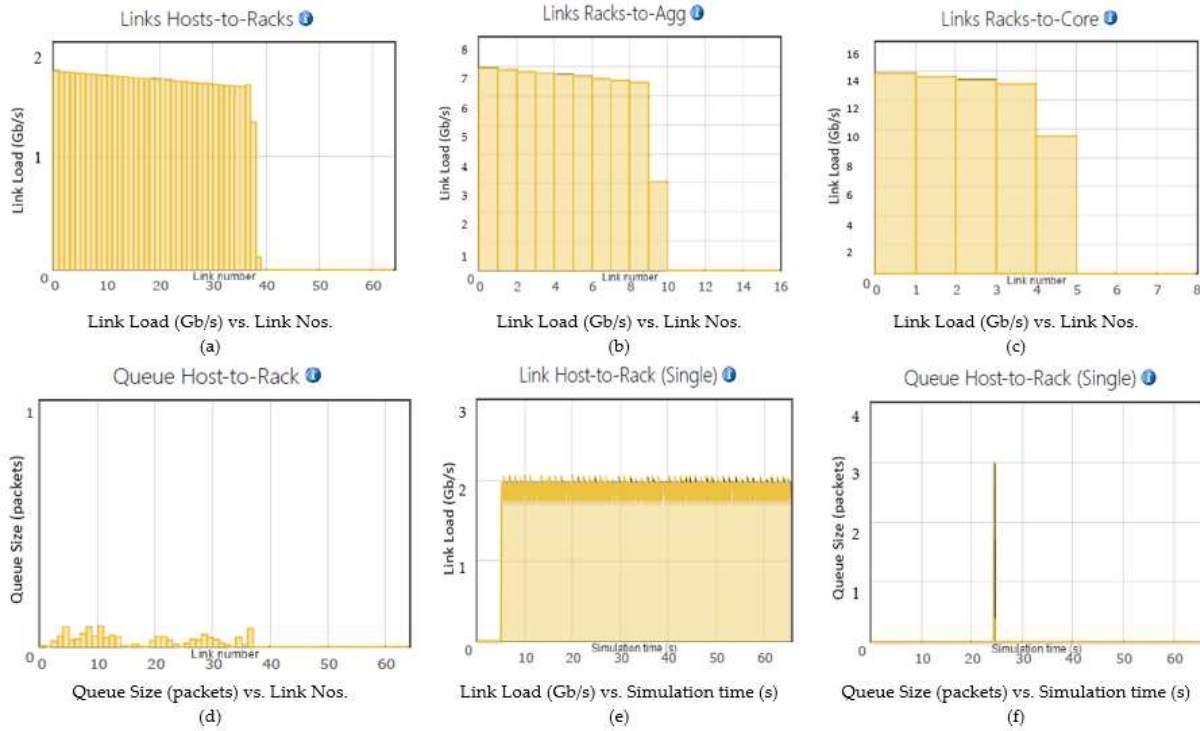 Links Hosts-to-Racks i
2
1
0
Link Load (Gb/s)
0 10 20 30 40 50 60
Link number
Link Load (Gb/s) vs. Link Nos.
(a)
Links Racks-to-Agg i
8
7
6
5
4
3
2
1
0
Link Load (Gb/s)
0 2 4 6 8 10 12 14 16
Link number
Link Load (Gb/s) vs. Link Nos.
(b)
Links Racks-to-Core i
16
14
12
10
8
6
4
2
0
Link Load (Gb/s)
0 1 2 3 4 5 6 7 8
Link number
Link Load (Gb/s) vs. Link Nos.
(c)
Queue Host-to-Rack i
1
Queue Size (packets)
0 10 20 30 40 50 60
Link number
Queue Size (packets) vs. Link Nos.
(d)
Link Host-to-Rack (Single) i
3
2
1
Link Load (Gb/s)
0 10 20 30 40 50 60
Simulation time (s)
Link Load (Gb/s) vs. Simulation time (s)
(e)
Queue Host-to-Rack (Single) i
4
3
2
1
0
Queue Size (packets)
10 20 30 40 50 60
Simulation time (s)
Queue Size (packets) vs. Simulation time (s)
(f)